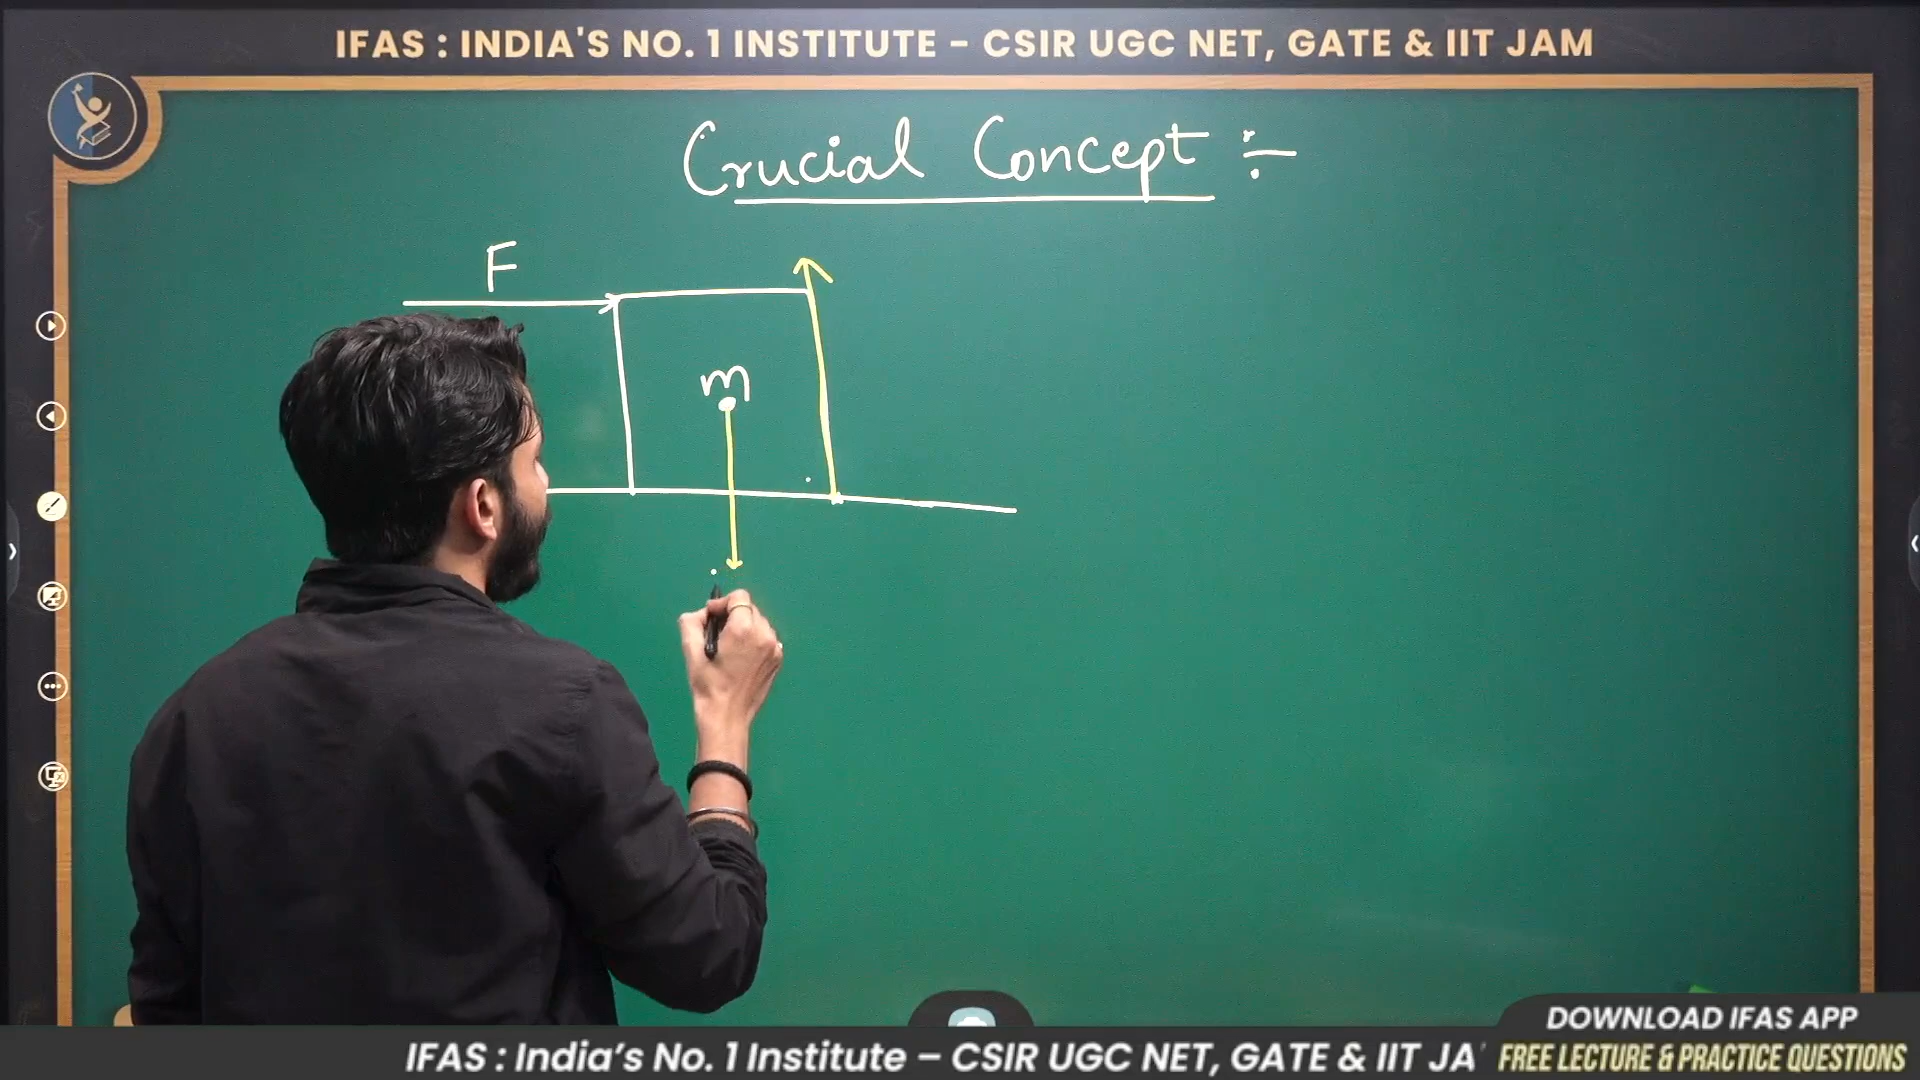 IFAS : INDIA'S NO. 1 INSTITUTE - CSIR UGC NET, GATE & IIT JAM
Crucial Concept :-
F
m
DOWNLOAD IFAS APP
IFAS : India's No. 1 Institute – CSIR UGC NET, GATE & IIT JA
FREE LECTURE & PRACTICE QUESTIONS